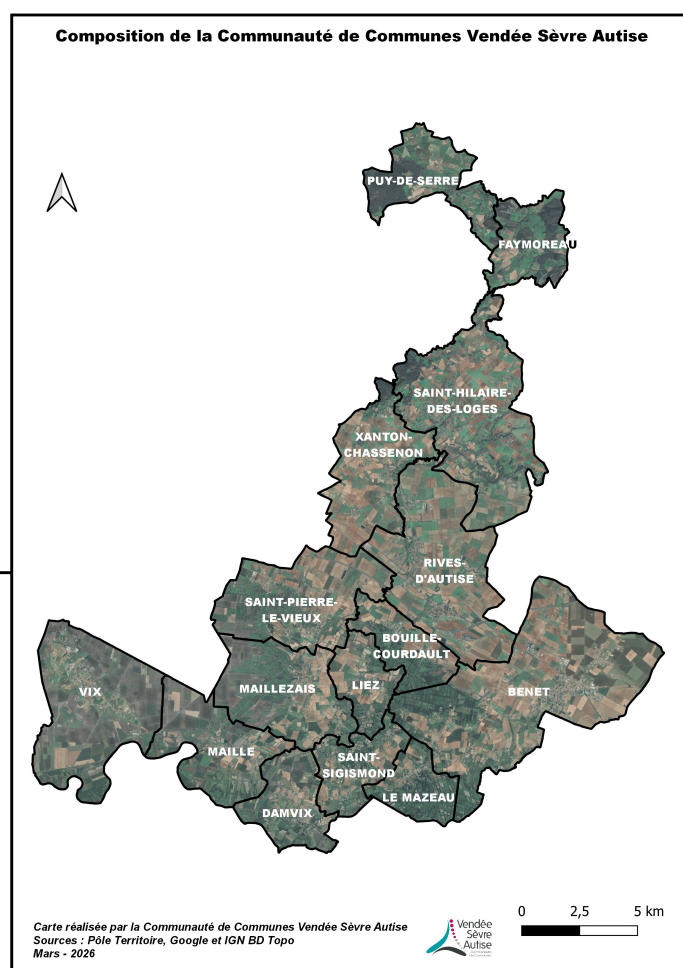 Composition de la Communauté de Communes Vendée Sèvre Autise
PUY-DE-SERRE
FAYMOREAU
SAINT-HILAIRE-
DES-LOGES
XANTON-
CHASSENON
RIVES-
D'AUTISE
SAINT-PIERRE-
LE-VIEUX
BOUILLE-
COURDAULT
VIX
MAILLEZAIS
LIEZ
BENET
MAILLE
SAINT-
SIGISMOND
LE MAZEAU
DAMVIX
Carte réalisée par la Communauté de Communes Vendée Sèvre Autise
Sources : Pôle Territoire, Google et IGN BD Topo
Mars - 2026
Vendée
Sèvre
Autise
0 2,5 5 km